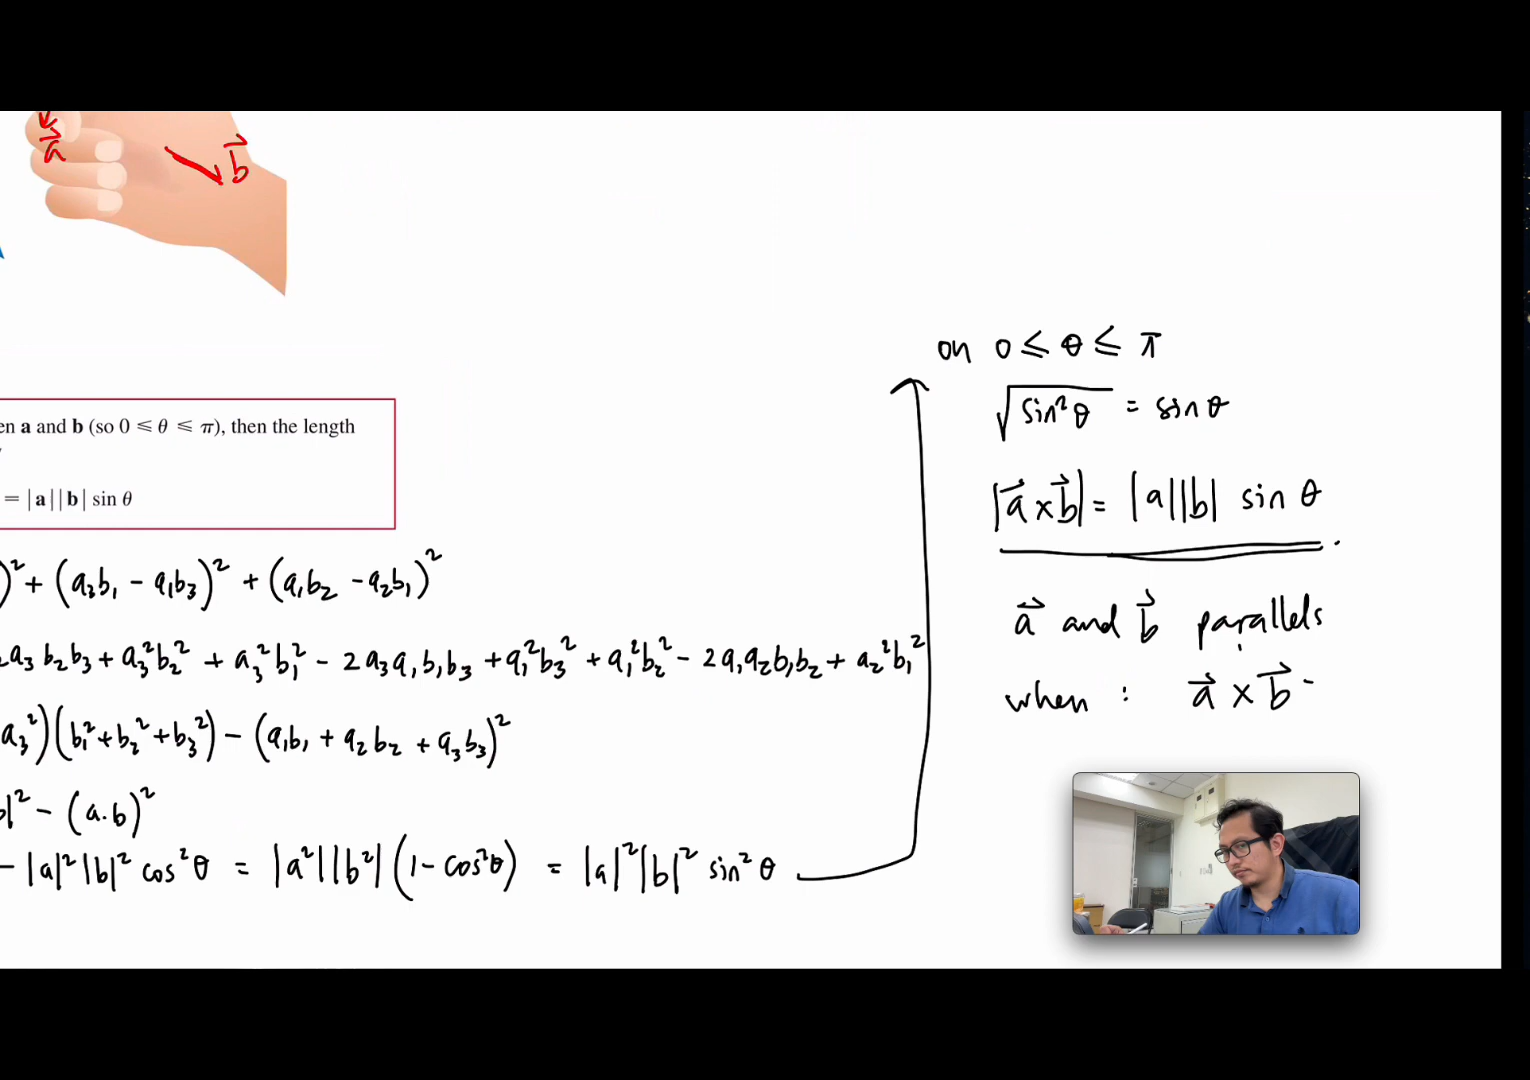 a⃗
b⃗
en a and b (so 0 ⩽ θ ⩽ π), then the length
= |a||b| sin θ
)² + (a₃b₁ − a₁b₃)² + (a₁b₂ − a₂b₁)²
a₃ b₂b₃ + a₃²b₂² + a₃²b₁² − 2a₃a₁b₁b₃ + a₁²b₃² + a₁²b₂² − 2a₁a₂b₁b₂ + a₂²b₁²
a₃²)(b₁² + b₂² + b₃²) − (a₁b₁ + a₂b₂ + a₃b₃)²
|² − (a·b)²
− |a|²|b|² cos²θ = |a²||b²|(1 − cos²θ) = |a|²|b|² sin²θ
on 0 ⩽ θ ⩽ π
√sin²θ = sin θ
|a⃗ × b⃗| = |a||b| sin θ
a⃗ and b⃗ parallels
when : a⃗ × b⃗ -